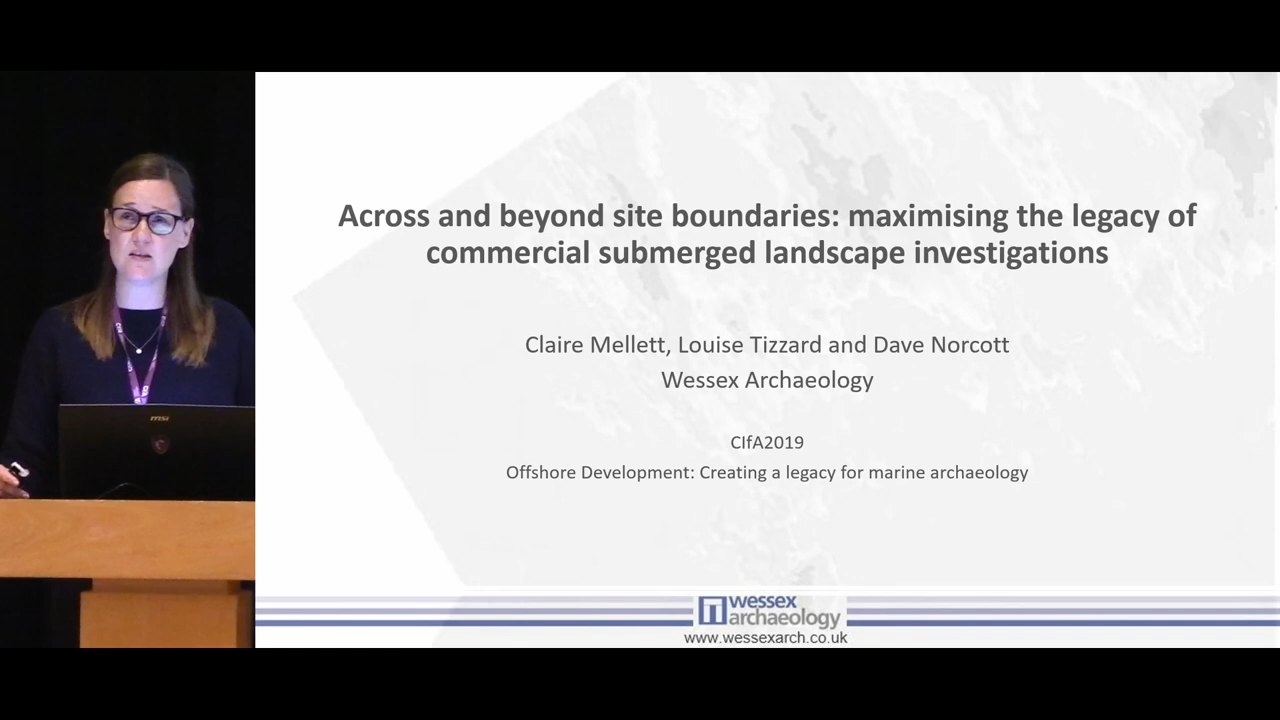 Across and beyond site boundaries: maximising the legacy of
commercial submerged landscape investigations
Claire Mellett, Louise Tizzard and Dave Norcott
Wessex Archaeology
CIfA2019
Offshore Development: Creating a legacy for marine archaeology
wessex
archaeology
www.wessexarch.co.uk
msi